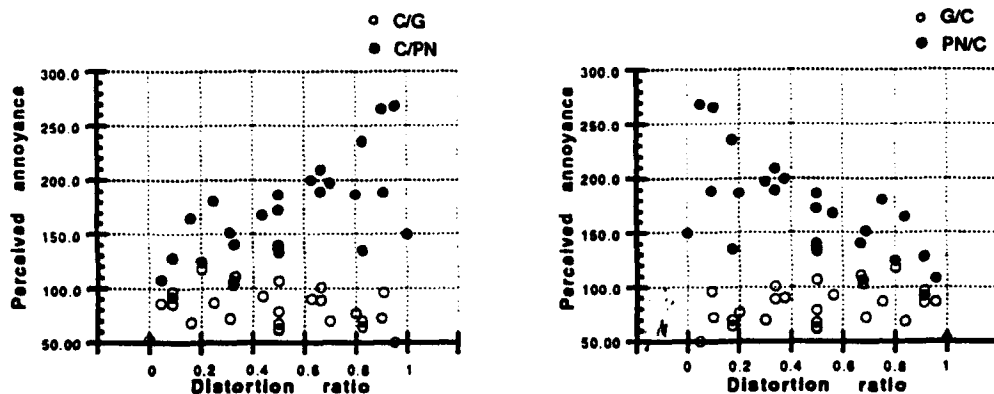 C/G
C/PN
Perceived annoyance
300.0
250.0
200.0
150.0
100.0
50.00
0 0.2 0.4 0.6 0.8 1
Distortion ratio
G/C
PN/C
Perceived annoyance
300.0
250.0
200.0
150.0
100.0
50.00
0 0.2 0.4 0.6 0.8 1
Distortion ratio